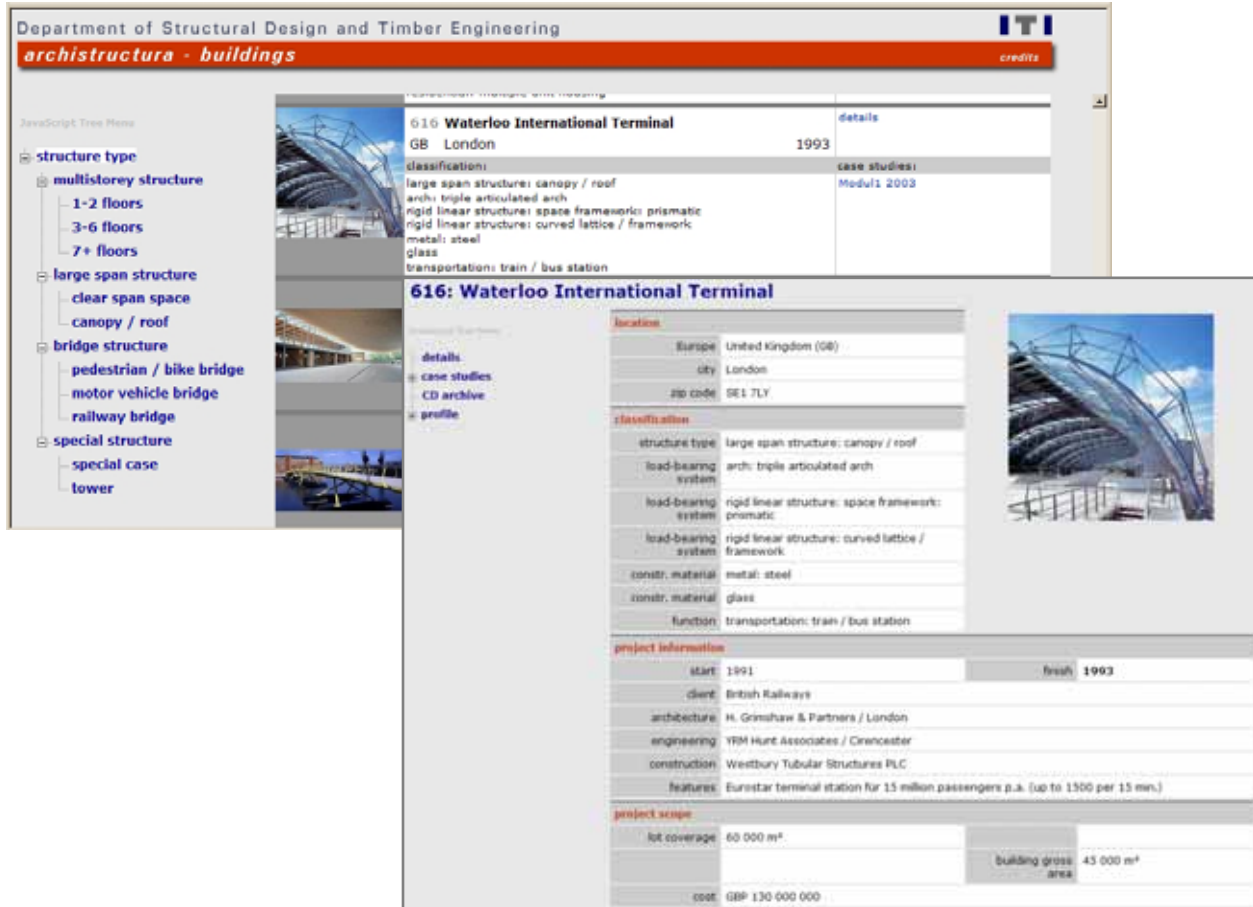 Department of Structural Design and Timber Engineering
ITI
archistructura - buildings
credits
JavaScript Tree Menu
structure type
multistorey structure
1-2 floors
3-6 floors
7+ floors
large span structure
clear span space
canopy / roof
bridge structure
pedestrian / bike bridge
motor vehicle bridge
railway bridge
special structure
special case
tower
616 Waterloo International Terminal
details
GB London 1993
classification: case studies:
large span structure: canopy / roof
Modul1 2003
arch: triple articulated arch
rigid linear structure: space framework: prismatic
rigid linear structure: curved lattice / framework
metal: steel
glass
transportation: train / bus station
616: Waterloo International Terminal
details
case studies
CD archive
profile
location
Europe United Kingdom (GB)
city London
zip code SE1 7LY
classification
structure type large span structure: canopy / roof
load-bearing system arch: triple articulated arch
load-bearing system rigid linear structure: space framework: prismatic
load-bearing system rigid linear structure: curved lattice / framework
constr. material metal: steel
constr. material glass
function transportation: train / bus station
project information
start 1991 finish 1993
client British Railways
architecture H. Grimshaw & Partners / London
engineering YRM Hunt Associates / Cirencester
construction Westbury Tubular Structures PLC
features Eurostar terminal station für 15 million passengers p.a. (up to 1500 per 15 min.)
project scope
lot coverage 60 000 m²
building gross area 45 000 m²
cost GBP 130 000 000